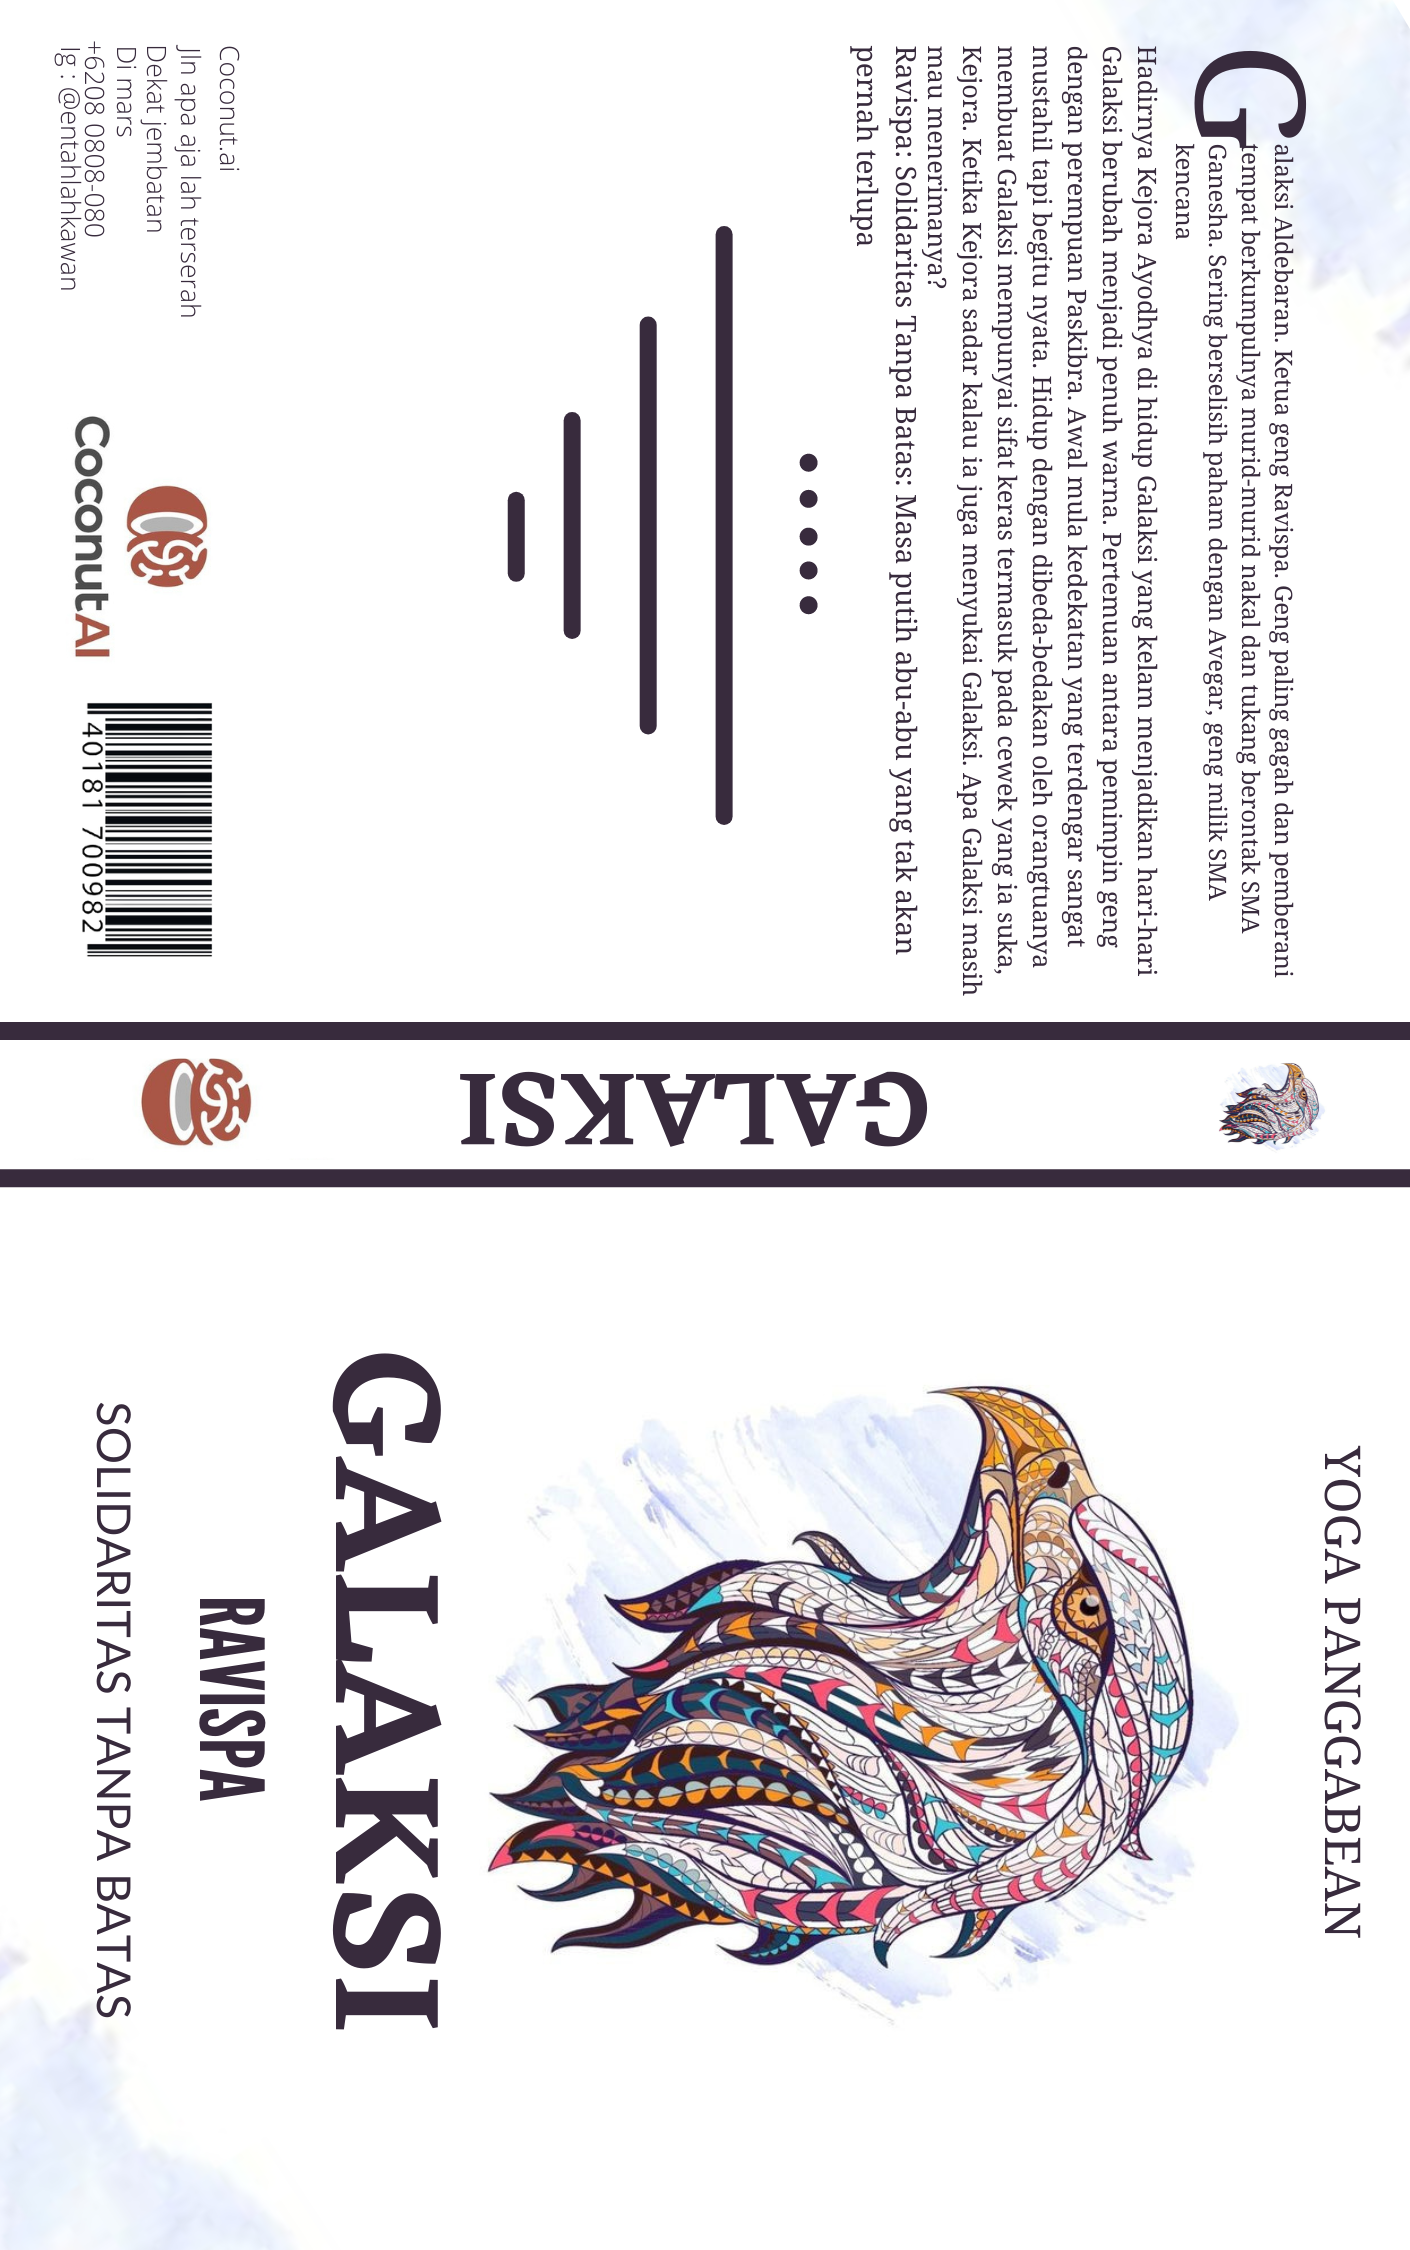 Galaksi Aldebaran. Ketua geng Ravispa. Geng paling gagah dan pemberani
tempat berkumpulnya murid-murid nakal dan tukang berontak SMA
Ganesha. Sering berselisih paham dengan Avegar, geng milik SMA
kencana
Hadirnya Kejora Ayodhya di hidup Galaksi yang kelam menjadikan hari-hari
Galaksi berubah menjadi penuh warna. Pertemuan antara pemimpin geng
dengan perempuan Paskibra. Awal mula kedekatan yang terdengar sangat
mustahil tapi begitu nyata. Hidup dengan dibeda-bedakan oleh orangtuanya
membuat Galaksi mempunyai sifat keras termasuk pada cewek yang ia suka,
Kejora. Ketika Kejora sadar kalau ia juga menyukai Galaksi. Apa Galaksi masih
mau menerimanya?
Ravispa: Solidaritas Tanpa Batas: Masa putih abu-abu yang tak akan
pernah terlupa
Coconut.ai
Jln apa aja lah terserah
Dekat jembatan
Di mars
+6208 0808-080
Ig : @entahlahkawan
CoconutAI
40181 700982
GALAKSI
YOGA PANGGABEAN
GALAKSI
RAVISPA
SOLIDARITAS TANPA BATAS